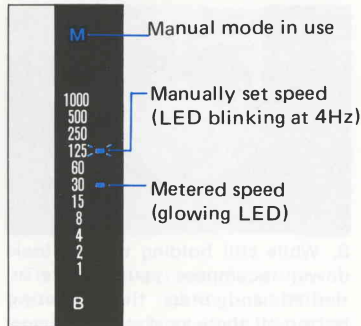 M
Manual mode in use
1000
500
250
125
60
30
15
8
4
2
1
B
Manually set speed
(LED blinking at 4Hz)
Metered speed
(glowing LED)